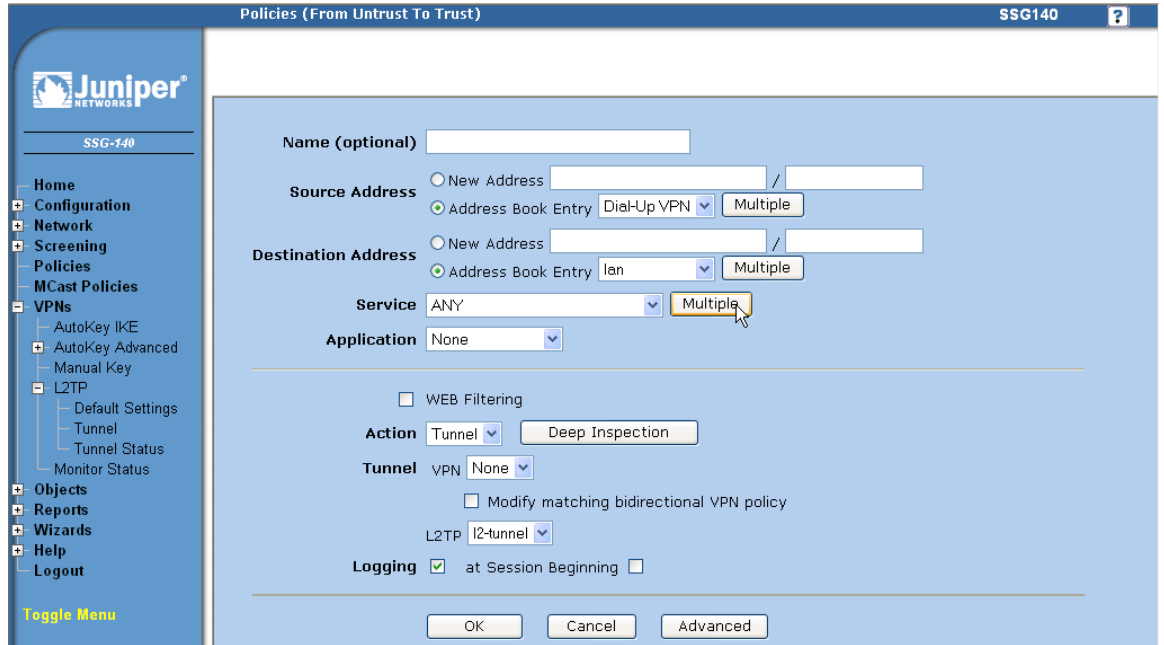 Policies (From Untrust To Trust) SSG140 ?
Juniper®
NETWORKS
SSG-140
Home
Configuration
Network
Screening
Policies
MCast Policies
VPNs
AutoKey IKE
AutoKey Advanced
Manual Key
L2TP
Default Settings
Tunnel
Tunnel Status
Monitor Status
Objects
Reports
Wizards
Help
Logout
Toggle Menu
Name (optional)
Source Address
New Address /
Address Book Entry Dial-Up VPN Multiple
Destination Address
New Address /
Address Book Entry lan Multiple
Service ANY Multiple
Application None
WEB Filtering
Action Tunnel Deep Inspection
Tunnel VPN None
Modify matching bidirectional VPN policy
L2TP l2-tunnel
Logging at Session Beginning
OK Cancel Advanced